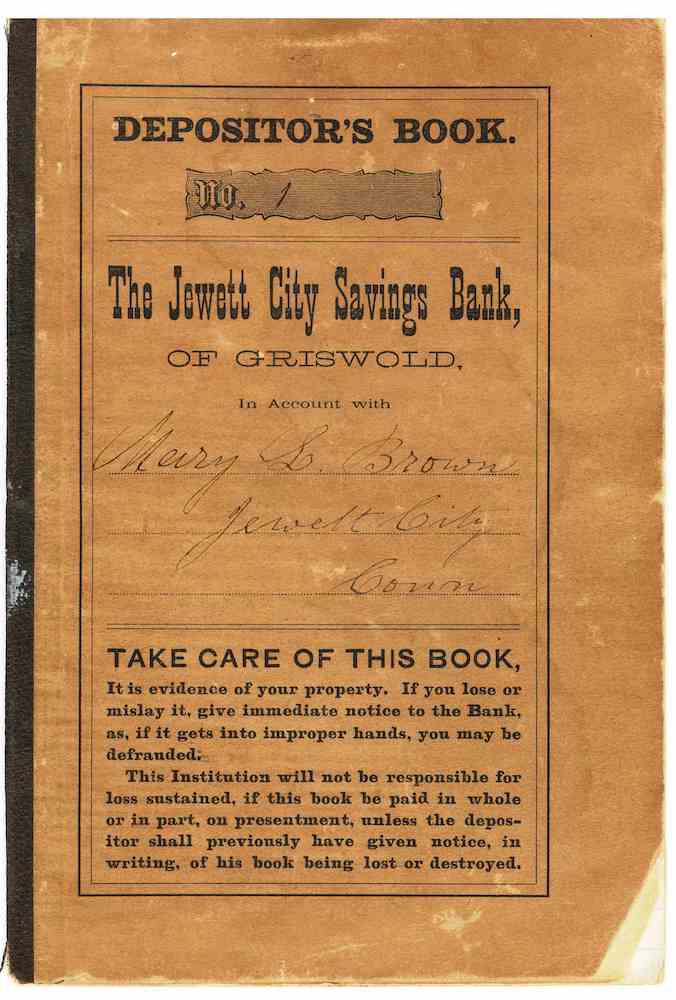 DEPOSITOR'S BOOK.
No. 1
The Jewett City Savings Bank,
OF GRISWOLD,
In Account with
Mary L. Brown
Jewett City
Conn
TAKE CARE OF THIS BOOK,
It is evidence of your property. If you lose or
mislay it, give immediate notice to the Bank,
as, if it gets into improper hands, you may be
defrauded.
This Institution will not be responsible for
loss sustained, if this book be paid in whole
or in part, on presentment, unless the depos-
itor shall previously have given notice, in
writing, of his book being lost or destroyed.